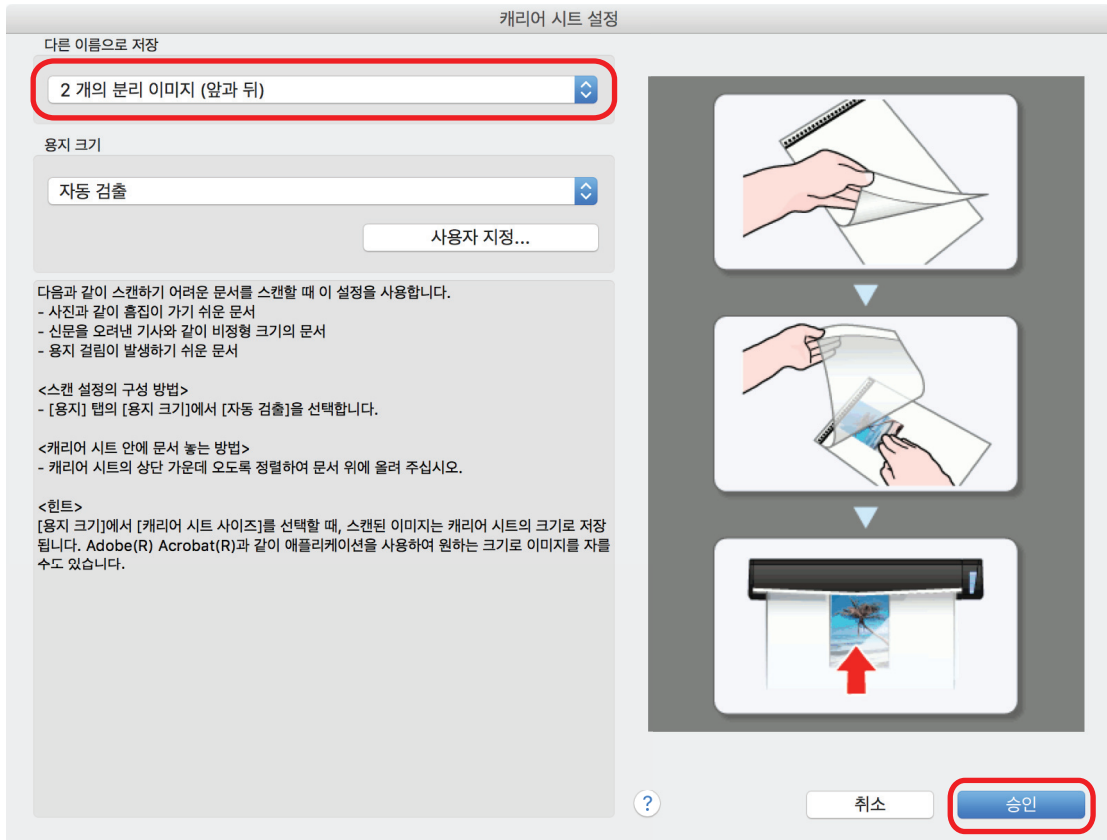 캐리어 시트 설정
다른 이름으로 저장
2 개의 분리 이미지 (앞과 뒤)
용지 크기
자동 검출
사용자 지정...
다음과 같이 스캔하기 어려운 문서를 스캔할 때 이 설정을 사용합니다.
- 사진과 같이 흠집이 가기 쉬운 문서
- 신문을 오려낸 기사와 같이 비정형 크기의 문서
- 용지 걸림이 발생하기 쉬운 문서
<스캔 설정의 구성 방법>
- [용지] 탭의 [용지 크기]에서 [자동 검출]을 선택합니다.
<캐리어 시트 안에 문서 놓는 방법>
- 캐리어 시트의 상단 가운데 오도록 정렬하여 문서 위에 올려 주십시오.
<힌트>
[용지 크기]에서 [캐리어 시트 사이즈]를 선택할 때, 스캔된 이미지는 캐리어 시트의 크기로 저장
됩니다. Adobe(R) Acrobat(R)과 같이 애플리케이션을 사용하여 원하는 크기로 이미지를 자를
수도 있습니다.
?
취소
승인